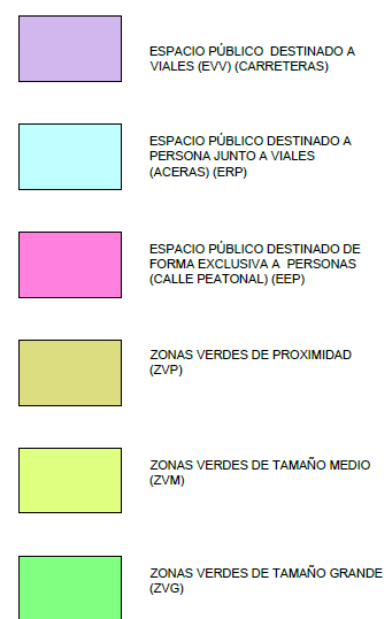 ESPACIO PÚBLICO DESTINADO A
VIALES (EVV) (CARRETERAS)
ESPACIO PÚBLICO DESTINADO A
PERSONA JUNTO A VIALES
(ACERAS) (ERP)
ESPACIO PÚBLICO DESTINADO DE
FORMA EXCLUSIVA A PERSONAS
(CALLE PEATONAL) (EEP)
ZONAS VERDES DE PROXIMIDAD
(ZVP)
ZONAS VERDES DE TAMAÑO MEDIO
(ZVM)
ZONAS VERDES DE TAMAÑO GRANDE
(ZVG)